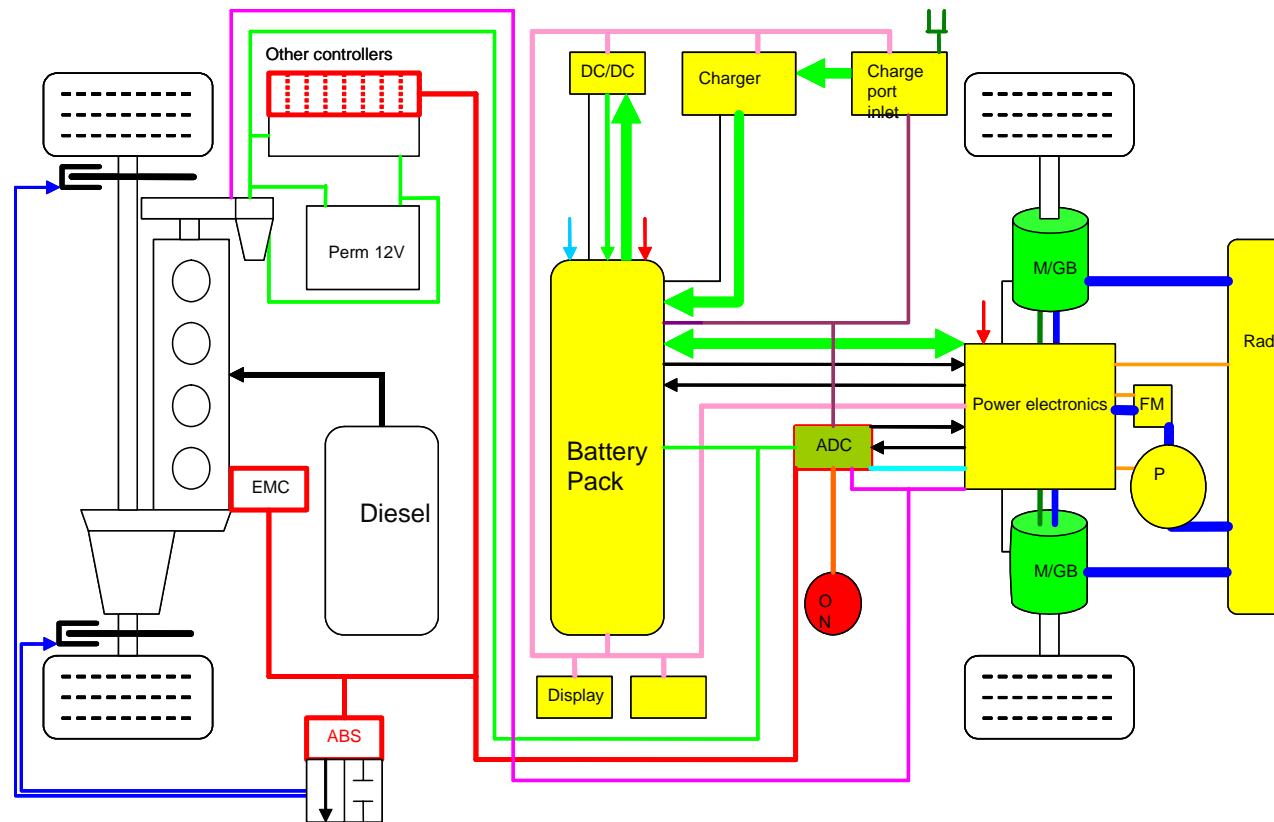 Other controllers
DC/DC
Charger
Charge
port
inlet
Perm 12V
M/GB
Rad
Power electronics
FM
Battery
Pack
ADC
P
EMC
Diesel
M/GB
O
N
Display
ABS